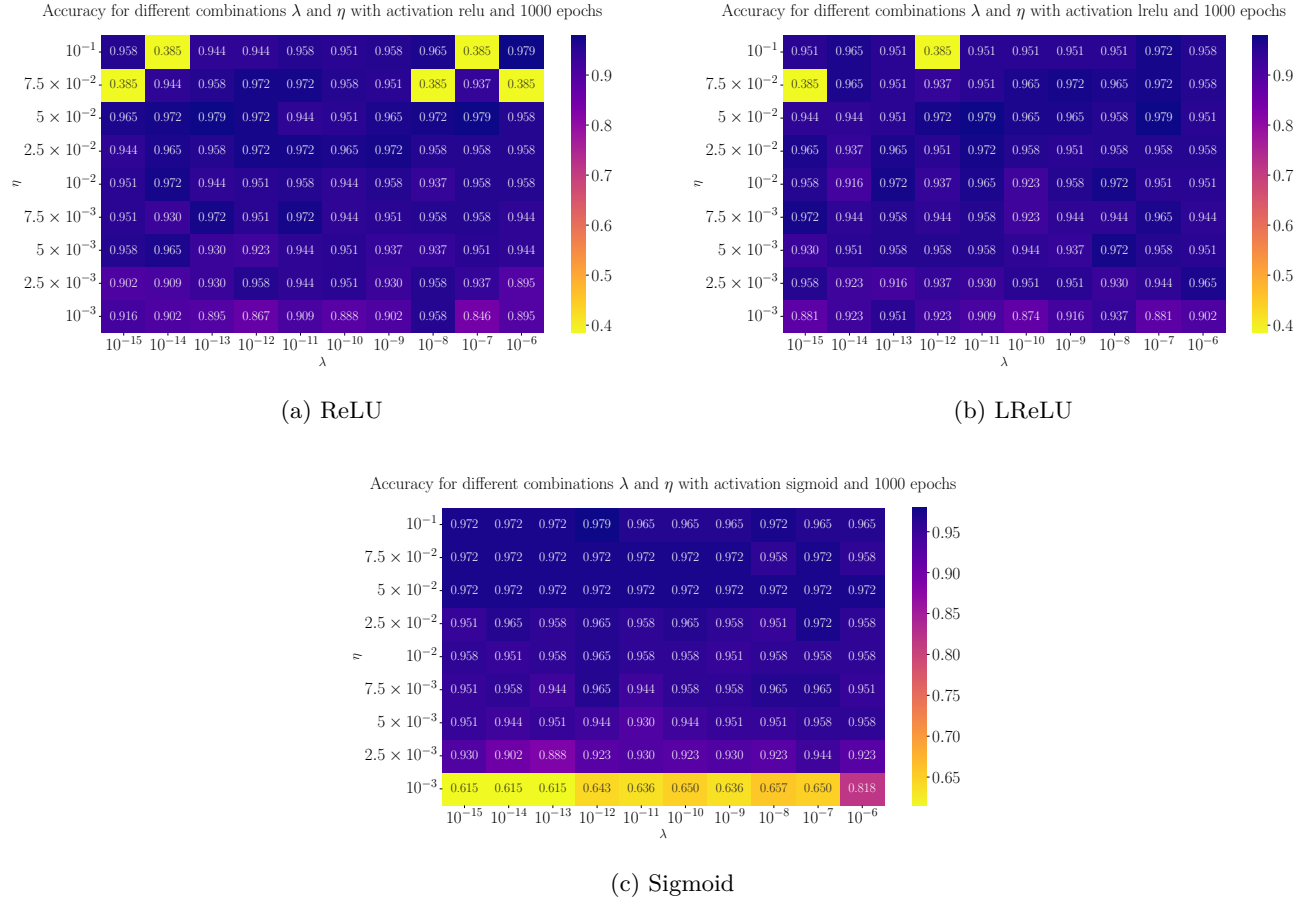 Accuracy for different combinations λ and η with activation relu and 1000 epochs
10⁻¹ 0.958 0.385 0.944 0.944 0.958 0.951 0.958 0.965 0.385 0.979
7.5 × 10⁻² 0.385 0.944 0.958 0.972 0.972 0.958 0.951 0.385 0.937 0.385
5 × 10⁻² 0.965 0.972 0.979 0.972 0.944 0.951 0.965 0.972 0.979 0.958
2.5 × 10⁻² 0.944 0.965 0.958 0.972 0.972 0.965 0.972 0.958 0.958 0.958
η 10⁻² 0.951 0.972 0.944 0.951 0.958 0.944 0.958 0.937 0.958 0.958
7.5 × 10⁻³ 0.951 0.930 0.972 0.951 0.972 0.944 0.951 0.958 0.958 0.944
5 × 10⁻³ 0.958 0.965 0.930 0.923 0.944 0.951 0.937 0.937 0.951 0.944
2.5 × 10⁻³ 0.902 0.909 0.930 0.958 0.944 0.951 0.930 0.958 0.937 0.895
10⁻³ 0.916 0.902 0.895 0.867 0.909 0.888 0.902 0.958 0.846 0.895
10⁻¹⁵ 10⁻¹⁴ 10⁻¹³ 10⁻¹² 10⁻¹¹ 10⁻¹⁰ 10⁻⁹ 10⁻⁸ 10⁻⁷ 10⁻⁶
λ
0.9
0.8
0.7
0.6
0.5
0.4
(a) ReLU
Accuracy for different combinations λ and η with activation lrelu and 1000 epochs
10⁻¹ 0.951 0.965 0.951 0.385 0.951 0.951 0.951 0.951 0.972 0.958
7.5 × 10⁻² 0.385 0.965 0.951 0.937 0.951 0.965 0.972 0.965 0.972 0.958
5 × 10⁻² 0.944 0.944 0.951 0.972 0.979 0.965 0.965 0.958 0.979 0.951
2.5 × 10⁻² 0.965 0.937 0.965 0.951 0.972 0.958 0.951 0.958 0.958 0.958
η 10⁻² 0.958 0.916 0.972 0.937 0.965 0.923 0.958 0.972 0.951 0.951
7.5 × 10⁻³ 0.972 0.944 0.958 0.944 0.958 0.923 0.944 0.944 0.965 0.944
5 × 10⁻³ 0.930 0.951 0.958 0.958 0.958 0.944 0.937 0.972 0.958 0.951
2.5 × 10⁻³ 0.958 0.923 0.916 0.937 0.930 0.951 0.951 0.930 0.944 0.965
10⁻³ 0.881 0.923 0.951 0.923 0.909 0.874 0.916 0.937 0.881 0.902
10⁻¹⁵ 10⁻¹⁴ 10⁻¹³ 10⁻¹² 10⁻¹¹ 10⁻¹⁰ 10⁻⁹ 10⁻⁸ 10⁻⁷ 10⁻⁶
λ
0.9
0.8
0.7
0.6
0.5
0.4
(b) LReLU
Accuracy for different combinations λ and η with activation sigmoid and 1000 epochs
10⁻¹ 0.972 0.972 0.972 0.979 0.965 0.965 0.965 0.972 0.965 0.965
7.5 × 10⁻² 0.972 0.972 0.972 0.972 0.972 0.972 0.972 0.958 0.972 0.958
5 × 10⁻² 0.972 0.972 0.972 0.972 0.972 0.972 0.972 0.972 0.972 0.972
2.5 × 10⁻² 0.951 0.965 0.958 0.965 0.958 0.965 0.958 0.951 0.972 0.958
η 10⁻² 0.958 0.951 0.958 0.965 0.958 0.958 0.951 0.958 0.958 0.958
7.5 × 10⁻³ 0.951 0.958 0.944 0.965 0.944 0.958 0.958 0.965 0.965 0.951
5 × 10⁻³ 0.951 0.944 0.951 0.944 0.930 0.944 0.951 0.951 0.958 0.958
2.5 × 10⁻³ 0.930 0.902 0.888 0.923 0.930 0.923 0.930 0.923 0.944 0.923
10⁻³ 0.615 0.615 0.615 0.643 0.636 0.650 0.636 0.657 0.650 0.818
10⁻¹⁵ 10⁻¹⁴ 10⁻¹³ 10⁻¹² 10⁻¹¹ 10⁻¹⁰ 10⁻⁹ 10⁻⁸ 10⁻⁷ 10⁻⁶
λ
0.95
0.90
0.85
0.80
0.75
0.70
0.65
(c) Sigmoid